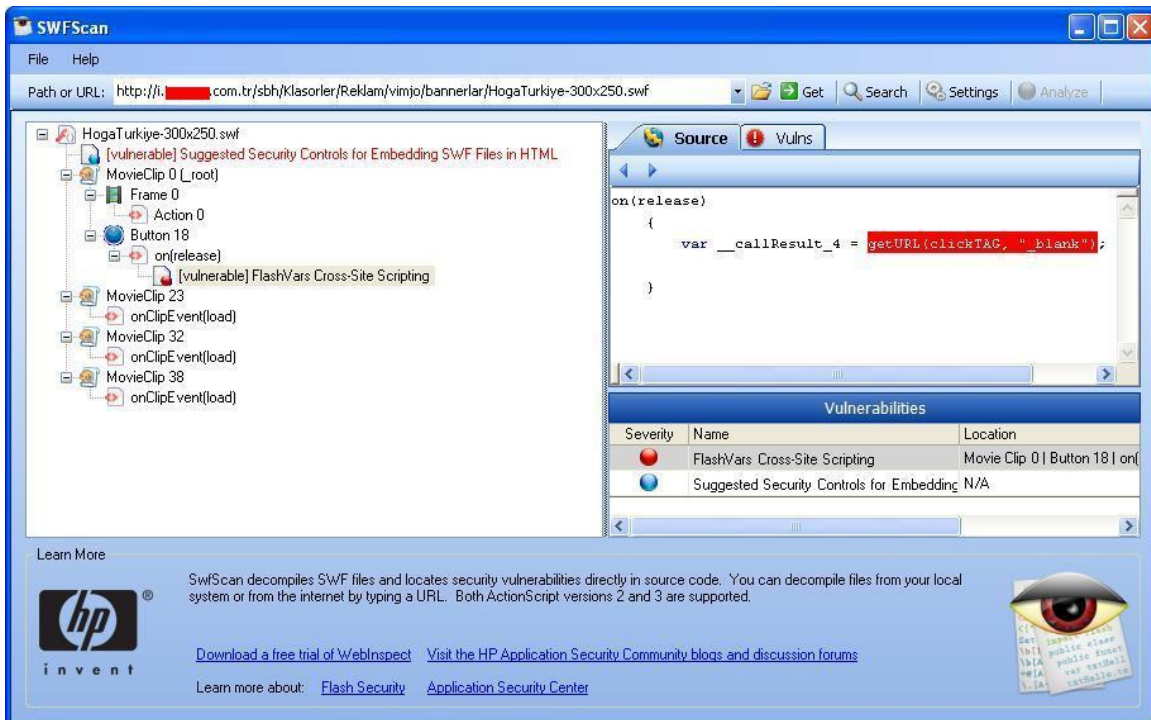 SWFScan
File Help
Path or URL: http://i. .com.tr/sbh/Klasorler/Reklam/vimjo/bannerlar/HogaTurkiye-300x250.swf Get Search Settings Analyze
HogaTurkiye-300x250.swf
[vulnerable] Suggested Security Controls for Embedding SWF Files in HTML
MovieClip 0 (_root)
Frame 0
Action 0
Button 18
on(release)
[vulnerable] FlashVars Cross-Site Scripting
MovieClip 23
onClipEvent(load)
MovieClip 32
onClipEvent(load)
MovieClip 38
onClipEvent(load)
Source Vulns
on(release)
{
var __callResult_4 = getURL(clickTAG, "_blank");
}
Vulnerabilities
Severity Name Location
FlashVars Cross-Site Scripting Movie Clip 0 | Button 18 | on(
Suggested Security Controls for Embedding N/A
Learn More
SwfScan decompiles SWF files and locates security vulnerabilities directly in source code. You can decompile files from your local
system or from the internet by typing a URL. Both ActionScript versions 2 and 3 are supported.
hp ®
invent
Download a free trial of WebInspect Visit the HP Application Security Community blogs and discussion forums
Learn more about: Flash Security Application Security Center